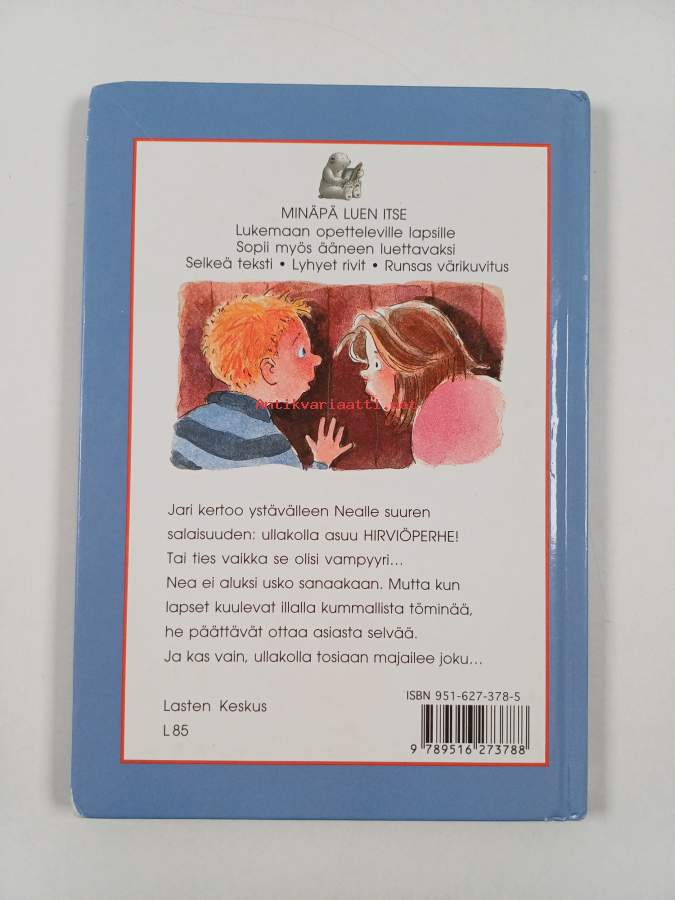 MINÄPÄ LUEN ITSE
Lukemaan opetteleville lapsille
Sopii myös ääneen luettavaksi
Selkeä teksti • Lyhyet rivit • Runsas värikuvitus
Antikvariaatti.net
Jari kertoo ystävälleen Nealle suuren
salaisuuden: ullakolla asuu HIRVIÖPERHE!
Tai ties vaikka se olisi vampyyri...
Nea ei aluksi usko sanaakaan. Mutta kun
lapset kuulevat illalla kummallista töminää,
he päättävät ottaa asiasta selvää.
Ja kas vain, ullakolla tosiaan majailee joku...
Lasten Keskus
L 85
ISBN 951-627-378-5
9 789516 273788